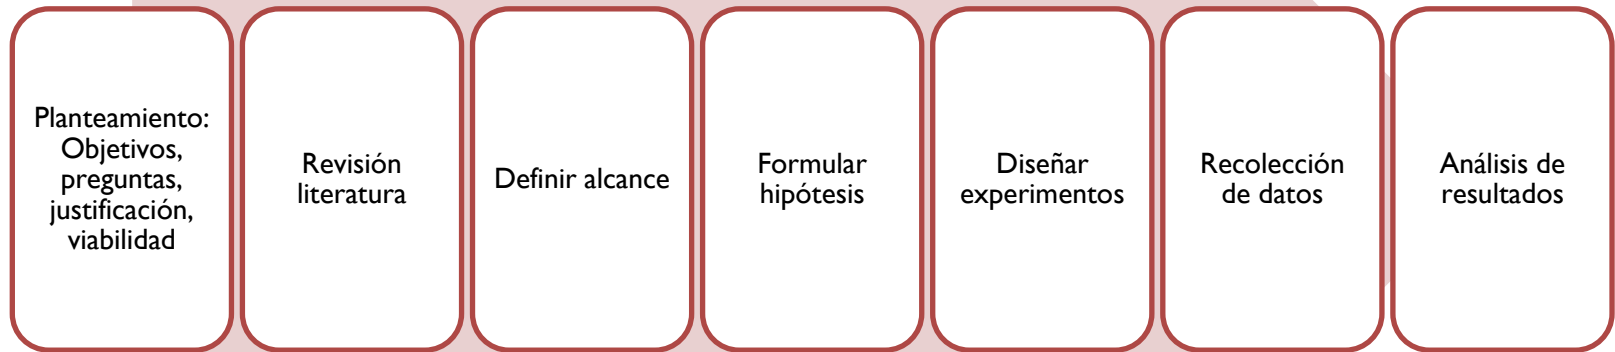 Planteamiento:
Objetivos,
preguntas,
justificación,
viabilidad
Revisión
literatura
Definir alcance
Formular
hipótesis
Diseñar
experimentos
Recolección
de datos
Análisis de
resultados